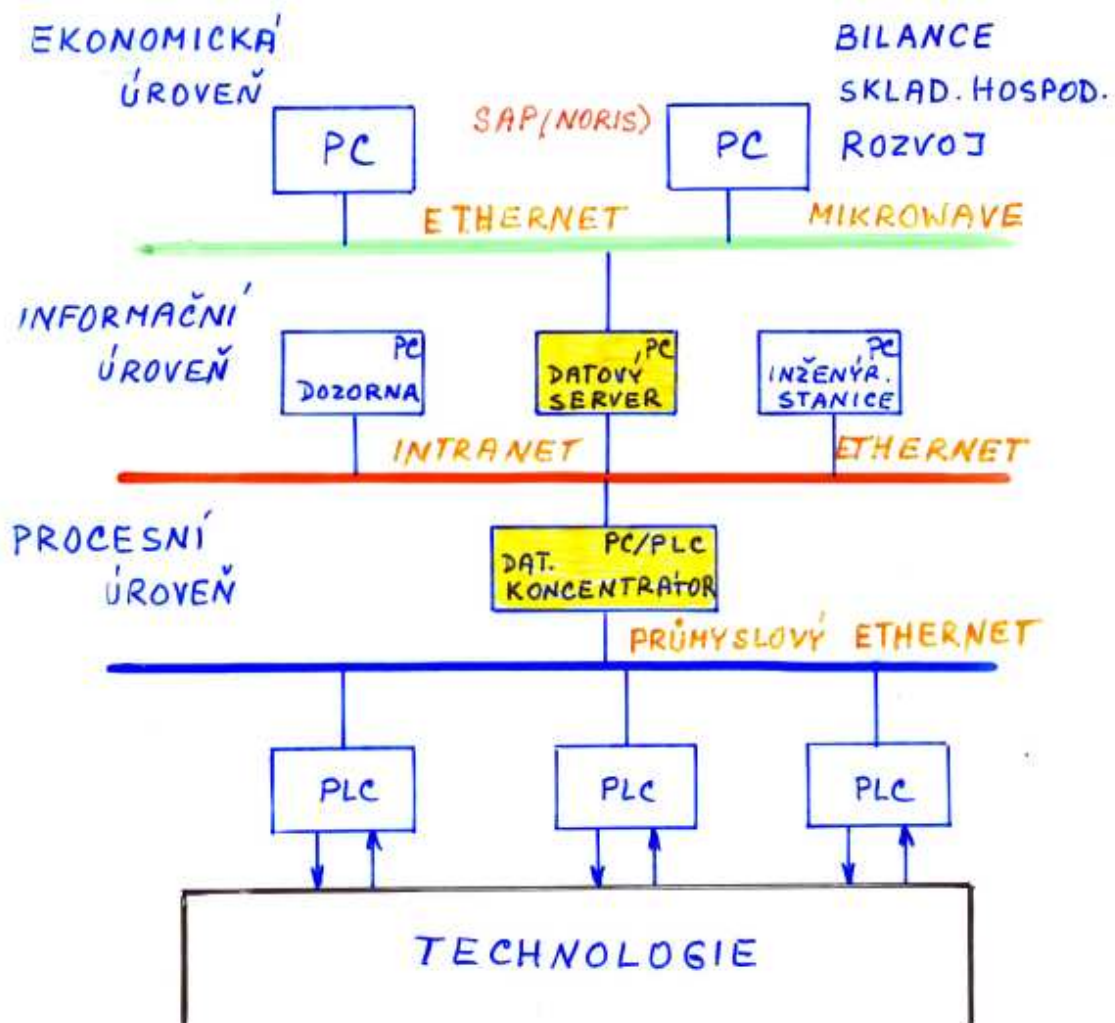 EKONOMICKÁ
ÚROVEŇ
BILANCE
SKLAD. HOSPOD.
ROZVOJ
PC
SAP (NORIS)
PC
ETHERNET
MIKROWAVE
INFORMAČNÍ
ÚROVEŇ
PC
DOZORNA
PC
DATOVÝ
SERVER
PC
INŽENÝR.
STANICE
INTRANET
ETHERNET
PROCESNÍ
ÚROVEŇ
PC/PLC
DAT.
KONCENTRÁTOR
PRŮMYSLOVÝ ETHERNET
PLC
PLC
PLC
TECHNOLOGIE